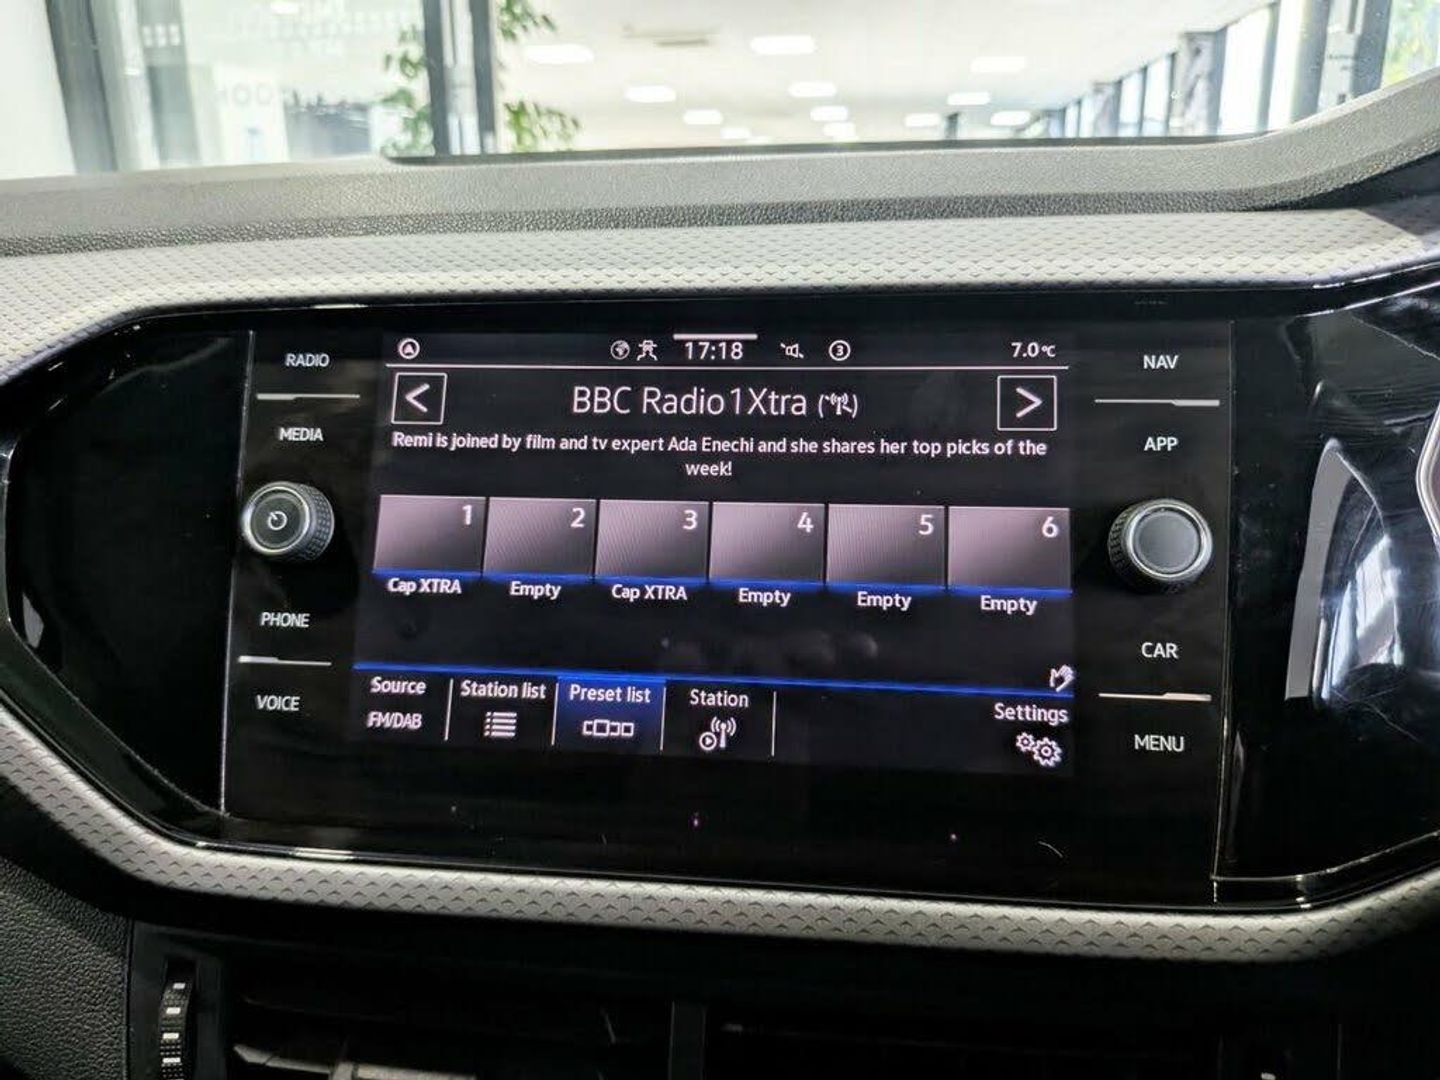 RADIO
MEDIA
PHONE
VOICE
17:18
3
7.0°C
< BBC Radio1Xtra >
Remi is joined by film and tv expert Ada Enechi and she shares her top picks of the
week!
1 2 3 4 5 6
Cap XTRA Empty Cap XTRA Empty Empty Empty
Source Station list Preset list Station Settings
FM/DAB
NAV
APP
CAR
MENU